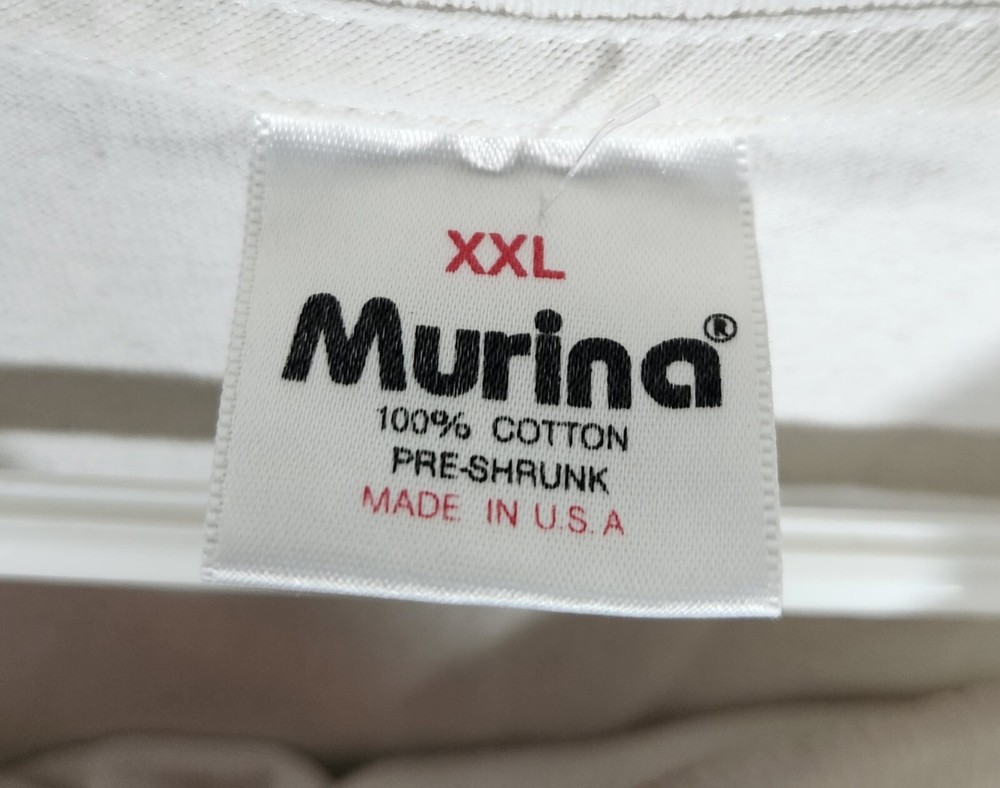 XXL
Murina®
100% COTTON
PRE-SHRUNK
MADE IN U.S.A